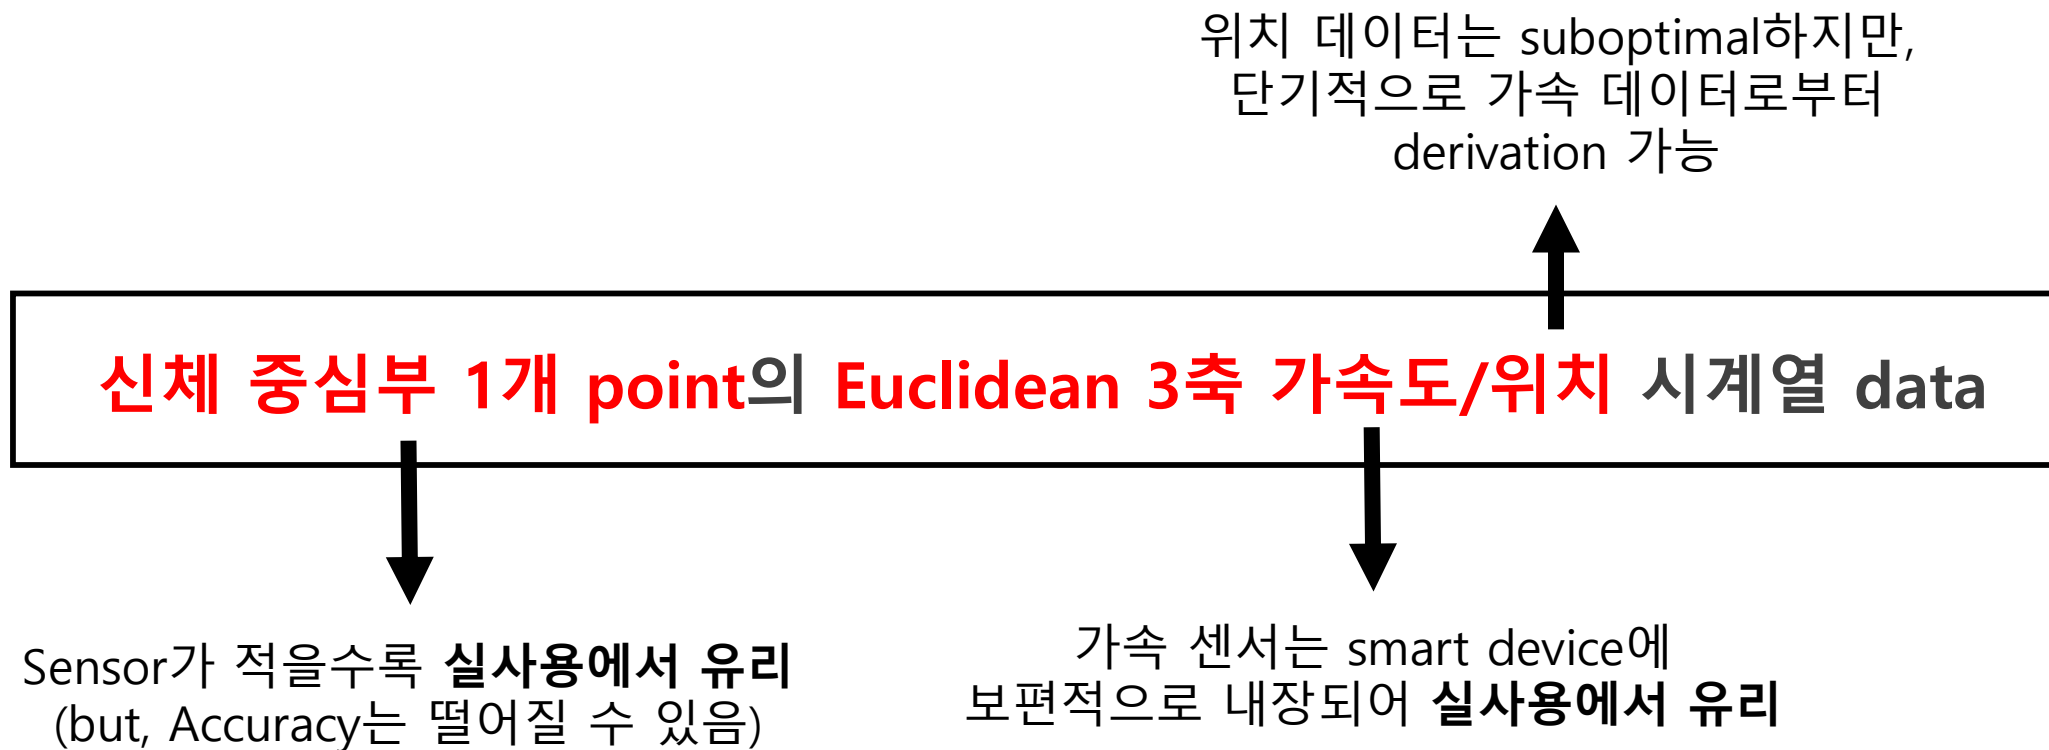 위치 데이터는 suboptimal하지만,
단기적으로 가속 데이터로부터
derivation 가능
신체 중심부 1개 point의 Euclidean 3축 가속도/위치 시계열 data
Sensor가 적을수록 실사용에서 유리
(but, Accuracy는 떨어질 수 있음)
가속 센서는 smart device에
보편적으로 내장되어 실사용에서 유리